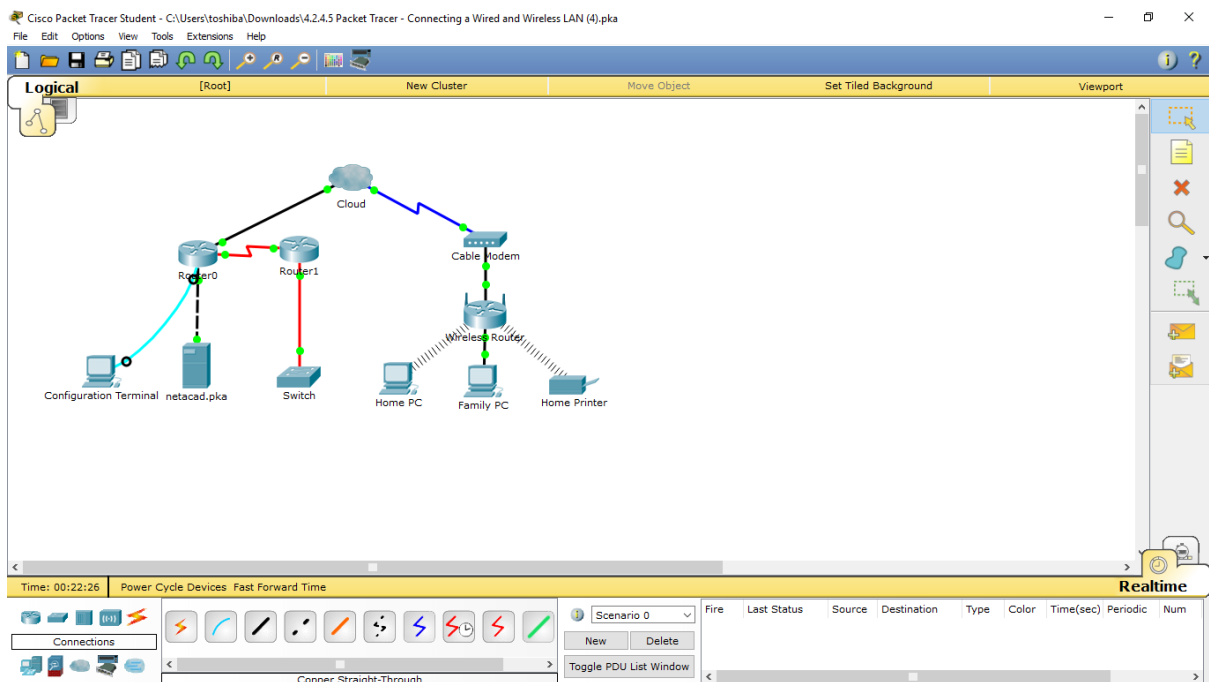 Cisco Packet Tracer Student - C:\Users\toshiba\Downloads\4.2.4.5 Packet Tracer - Connecting a Wired and Wireless LAN (4).pka
File Edit Options View Tools Extensions Help
Logical [Root] New Cluster Move Object Set Tiled Background Viewport
Cloud
Cable Modem
Router0 Router1
Wireless Router
Configuration Terminal netacad.pka Switch Home PC Family PC Home Printer
Time: 00:22:26 Power Cycle Devices Fast Forward Time Realtime
Connections
Scenario 0
New Delete
Toggle PDU List Window
Fire Last Status Source Destination Type Color Time(sec) Periodic Num
Copper Straight-Through